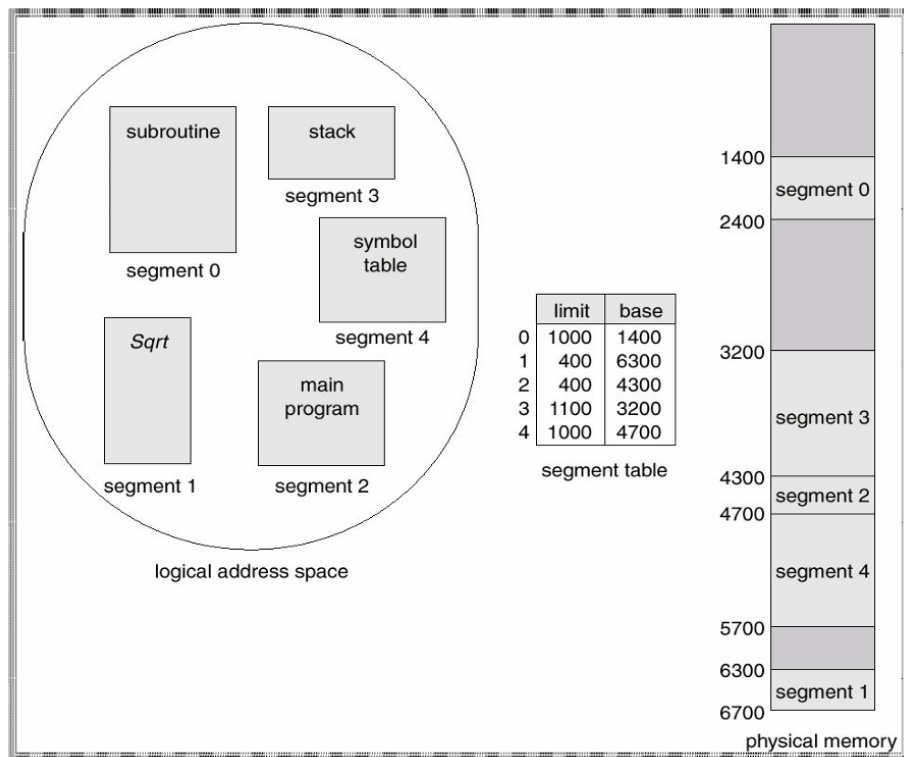 subroutine
segment 0
stack
segment 3
symbol
table
segment 4
Sqrt
segment 1
main
program
segment 2
logical address space
limit base
0 1000 1400
1 400 6300
2 400 4300
3 1100 3200
4 1000 4700
segment table
1400
segment 0
2400
3200
segment 3
4300
segment 2
4700
segment 4
5700
6300
segment 1
6700
physical memory